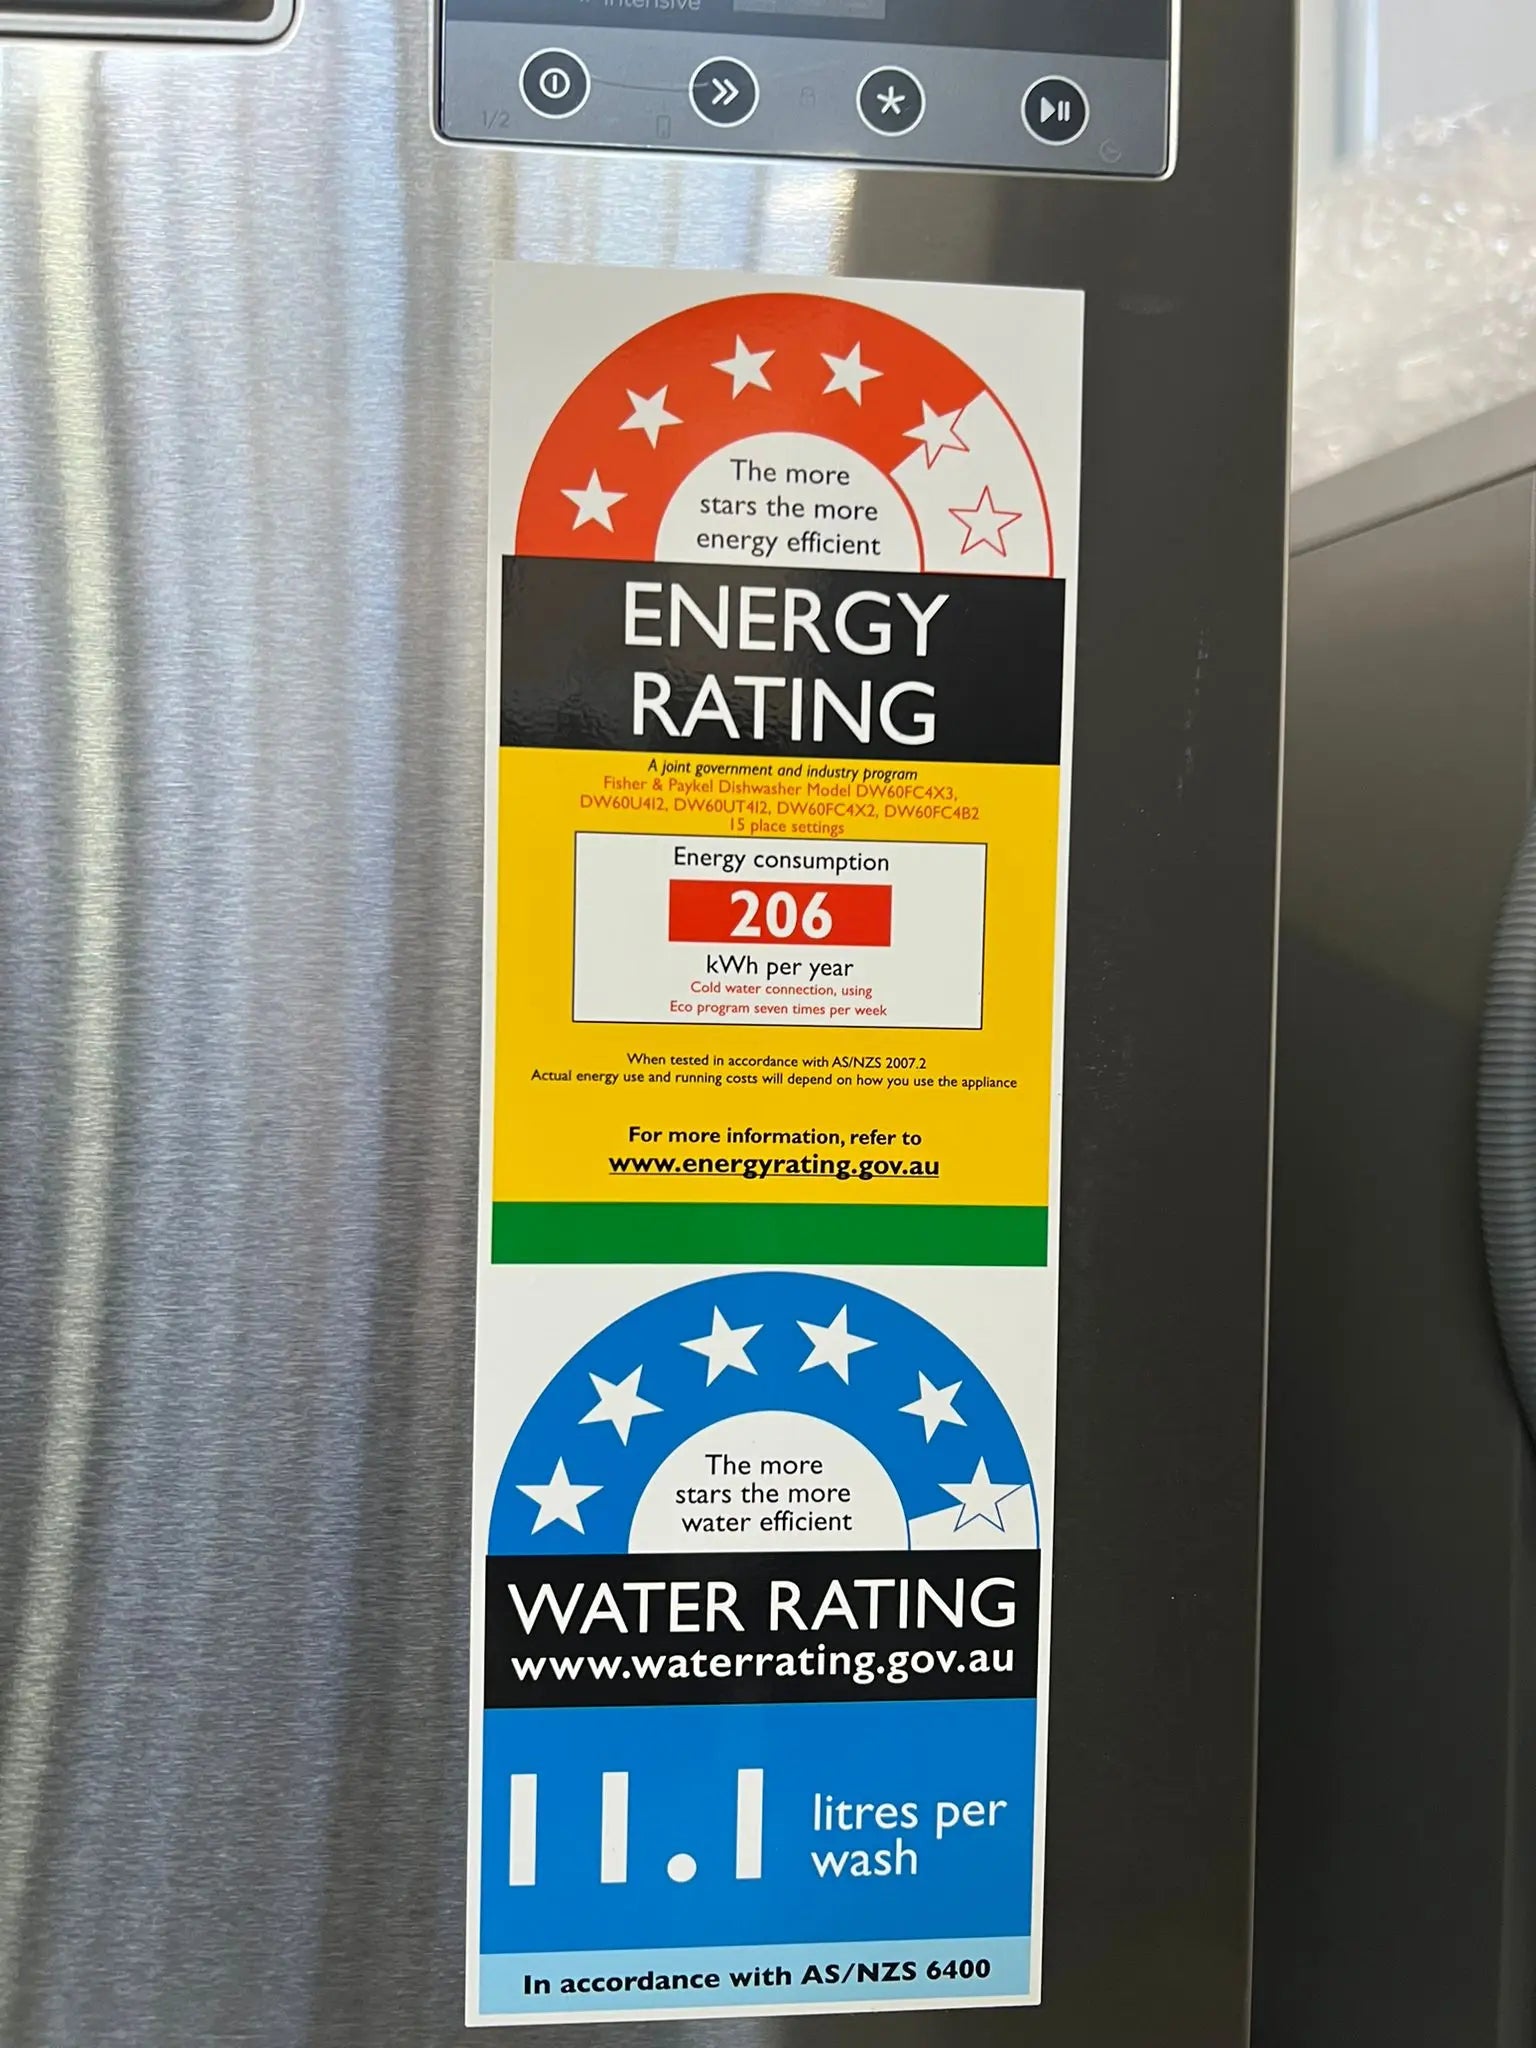 Intensive
1/2
The more
stars the more
energy efficient
ENERGY
RATING
A joint government and industry program
Fisher & Paykel Dishwasher Model DW60FC4X3,
DW60U4I2, DW60UT4I2, DW60FC4X2, DW60FC4B2
15 place settings
Energy consumption
206
kWh per year
Cold water connection, using
Eco program seven times per week
When tested in accordance with AS/NZS 2007.2
Actual energy use and running costs will depend on how you use the appliance
For more information, refer to
www.energyrating.gov.au
The more
stars the more
water efficient
WATER RATING
www.waterrating.gov.au
11.1 litres per
wash
In accordance with AS/NZS 6400